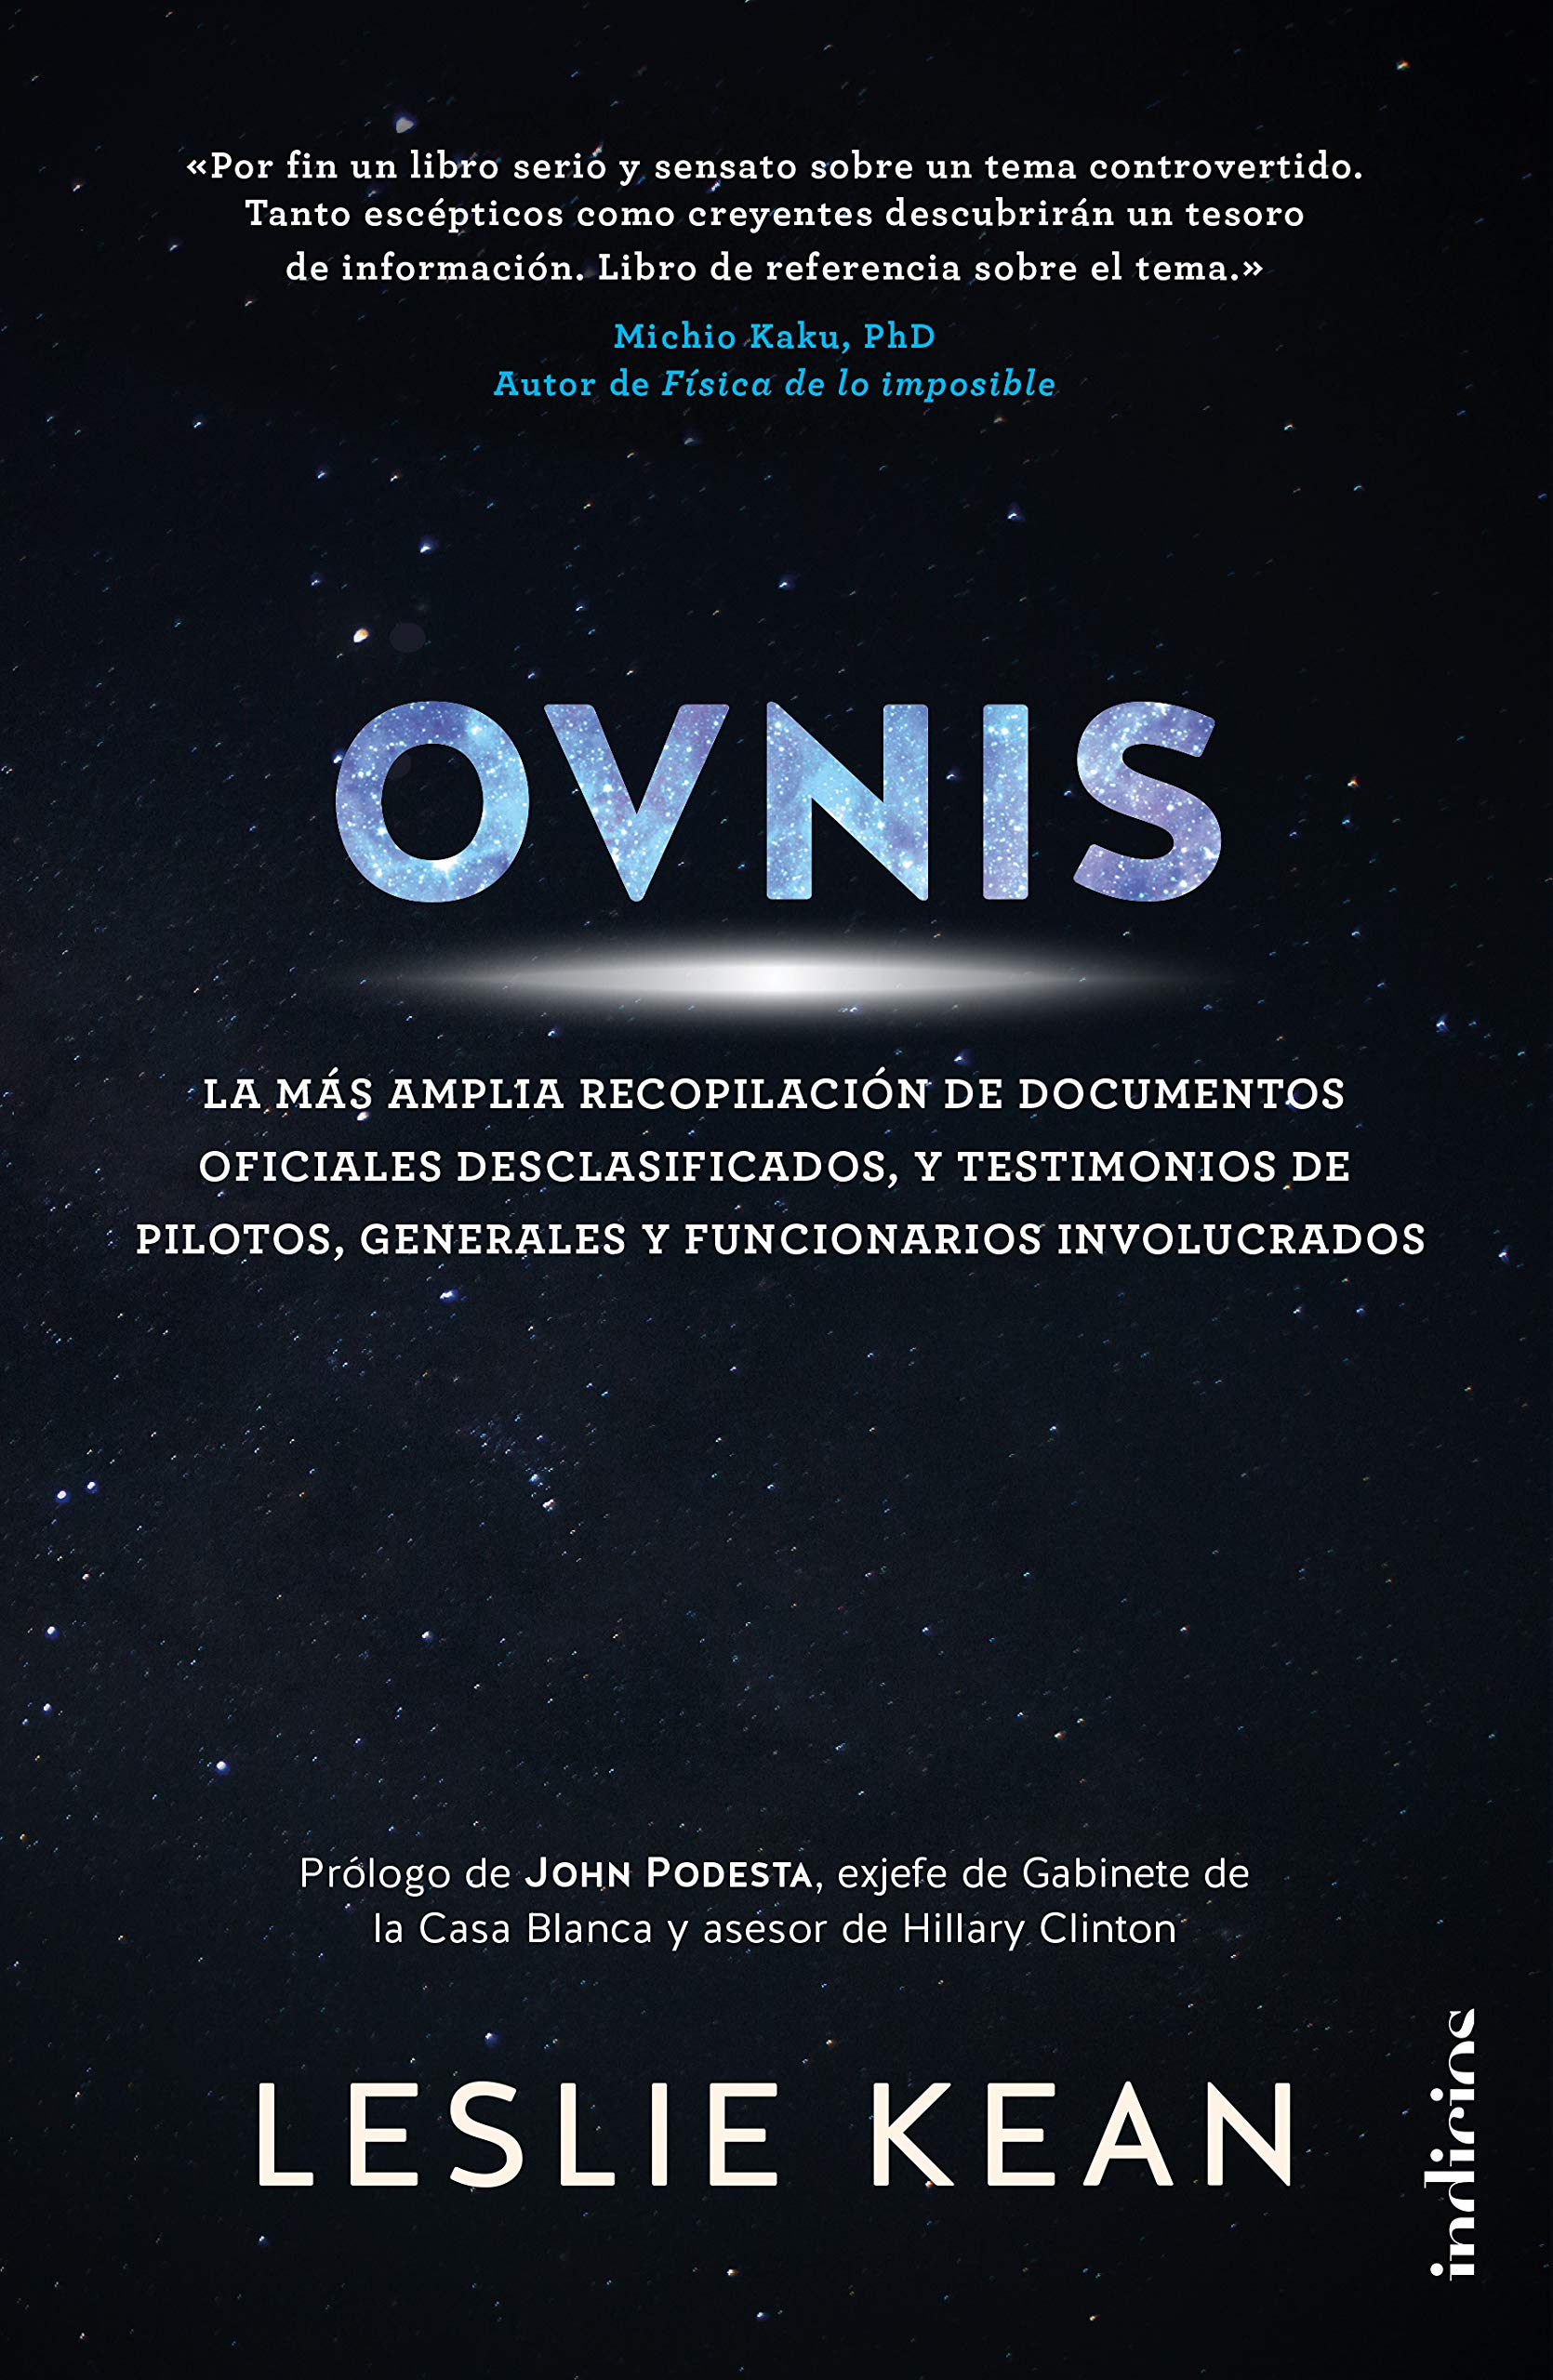 «Por fin un libro serio y sensato sobre un tema controvertido.
Tanto escépticos como creyentes descubrirán un tesoro
de información. Libro de referencia sobre el tema.»
Michio Kaku, PhD
Autor de Física de lo imposible
OVNIS
LA MÁS AMPLIA RECOPILACIÓN DE DOCUMENTOS
OFICIALES DESCLASIFICADOS, Y TESTIMONIOS DE
PILOTOS, GENERALES Y FUNCIONARIOS INVOLUCRADOS
Prólogo de JOHN PODESTA, exjefe de Gabinete de
la Casa Blanca y asesor de Hillary Clinton
LESLIE KEAN
indicios